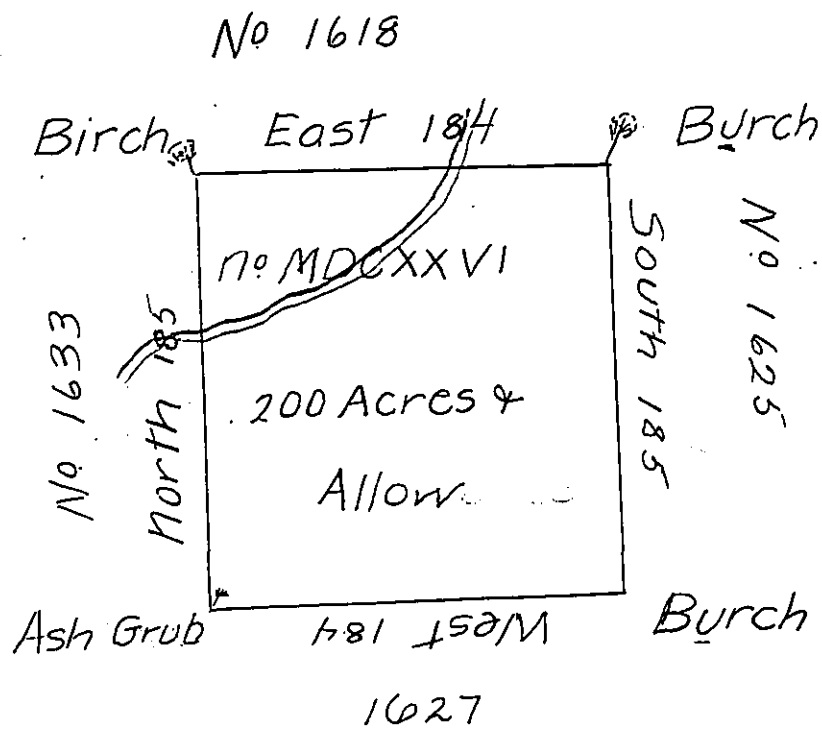 No 1618
Birch
East 184
Burch
no MDCXXVI
No 1633
North 185
South 185
No 1625
200 Acres &
Allow
Ash Grub
West 184
Burch
1627